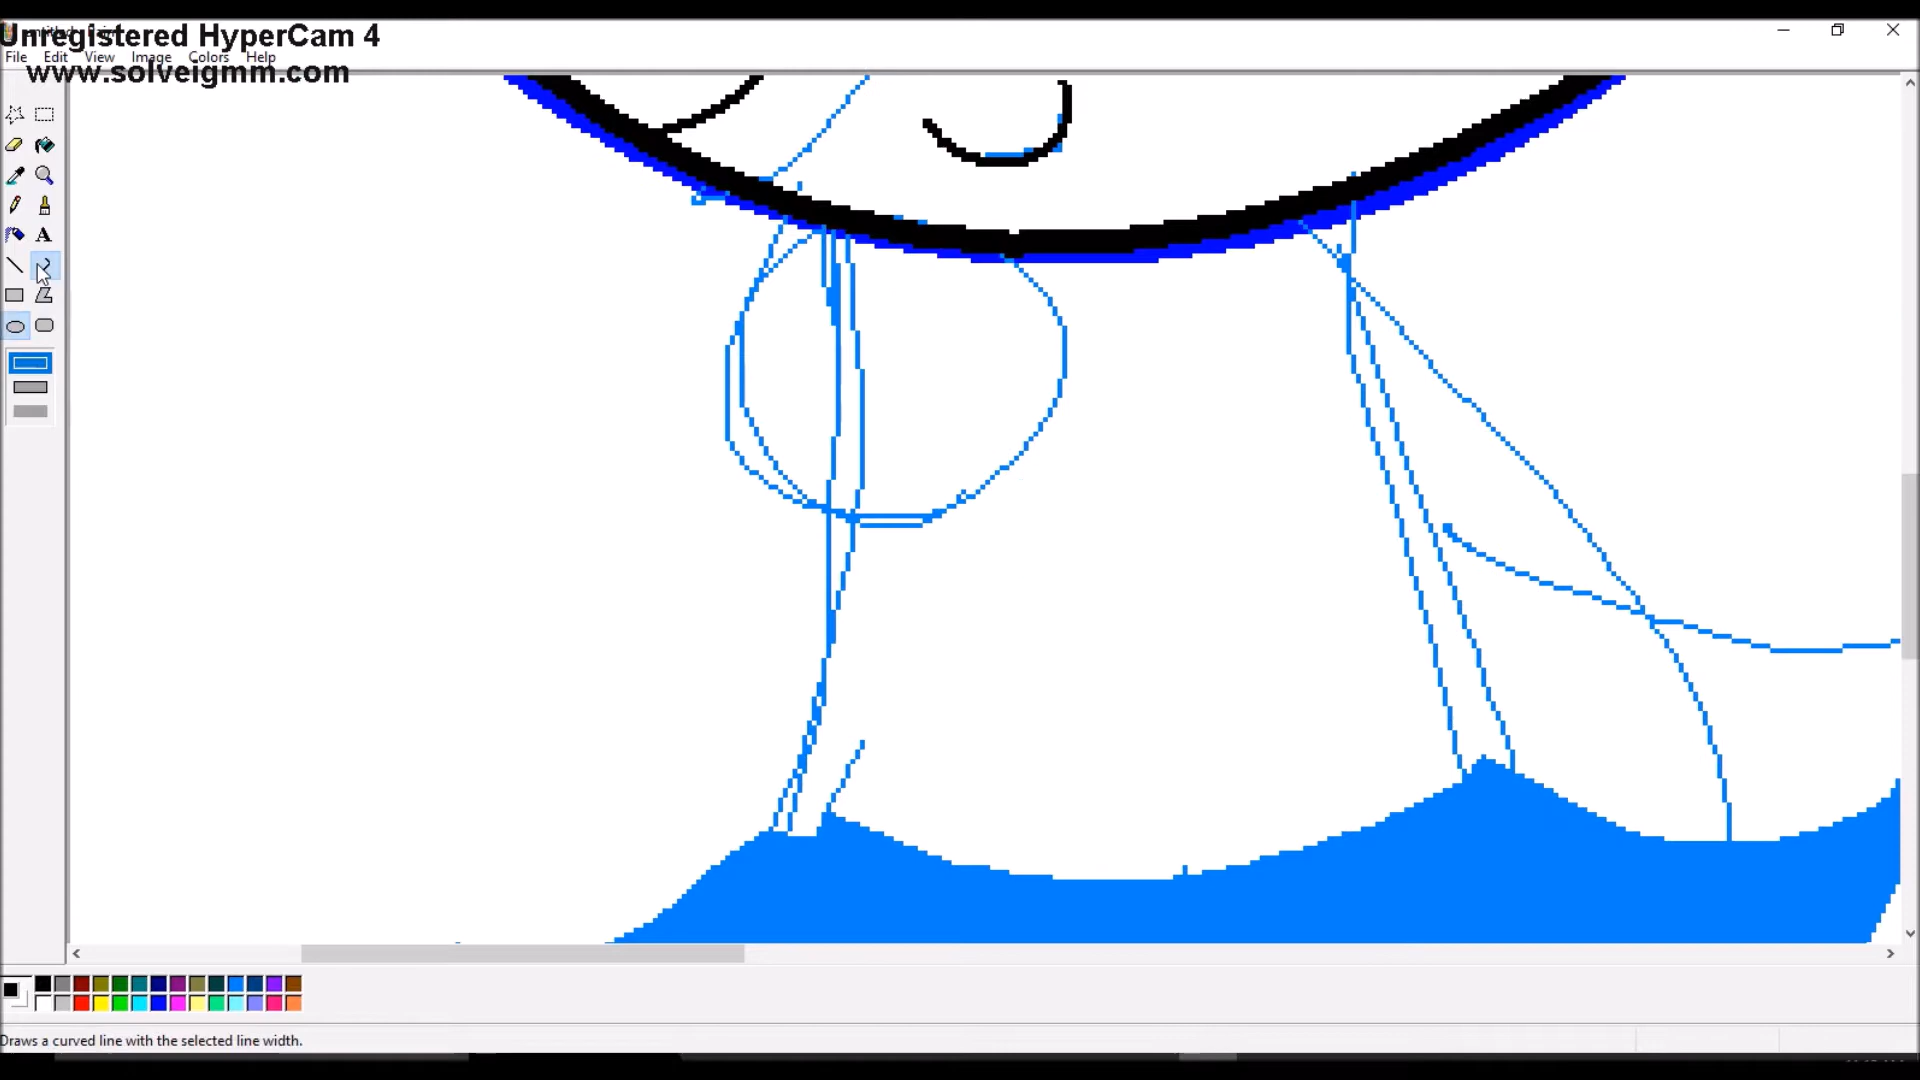 Unregistered HyperCam 4
File Edit View Image Colors Help
www.solveigmm.com
A
Draws a curved line with the selected line width.